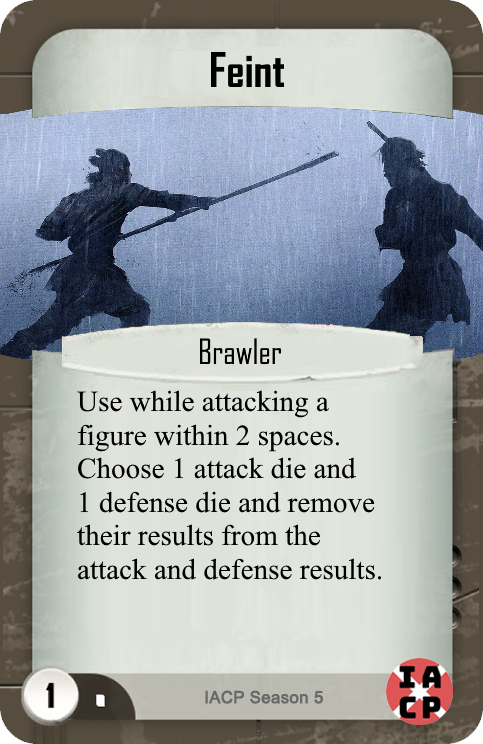 Feint
Brawler
Use while attacking a
figure within 2 spaces.
Choose 1 attack die and
1 defense die and remove
their results from the
attack and defense results.
1
IACP Season 5
IA
CP